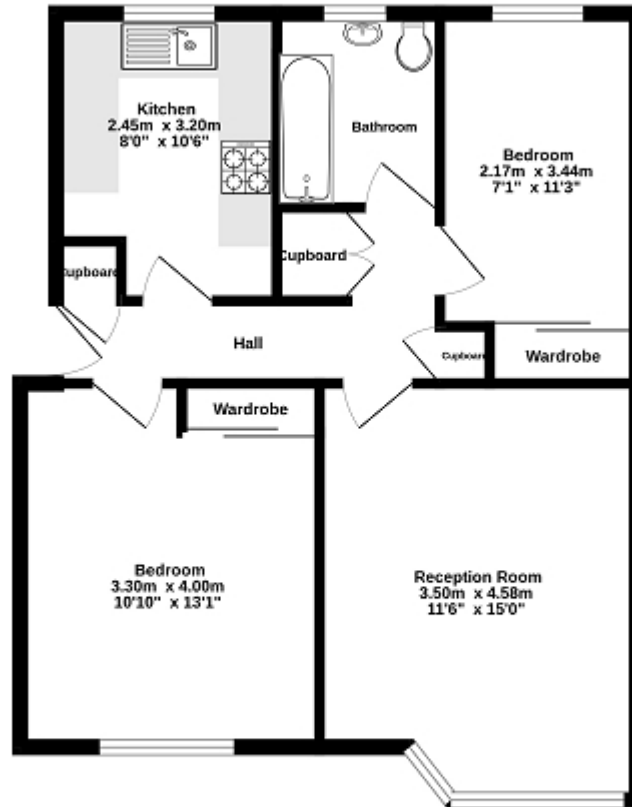 Kitchen
2.45m x 3.20m
8'0" x 10'6"
Bathroom
Bedroom
2.17m x 3.44m
7'1" x 11'3"
Cupboard
Cupboard
Hall
Cupboard
Wardrobe
Wardrobe
Bedroom
3.30m x 4.00m
10'10" x 13'1"
Reception Room
3.50m x 4.58m
11'6" x 15'0"